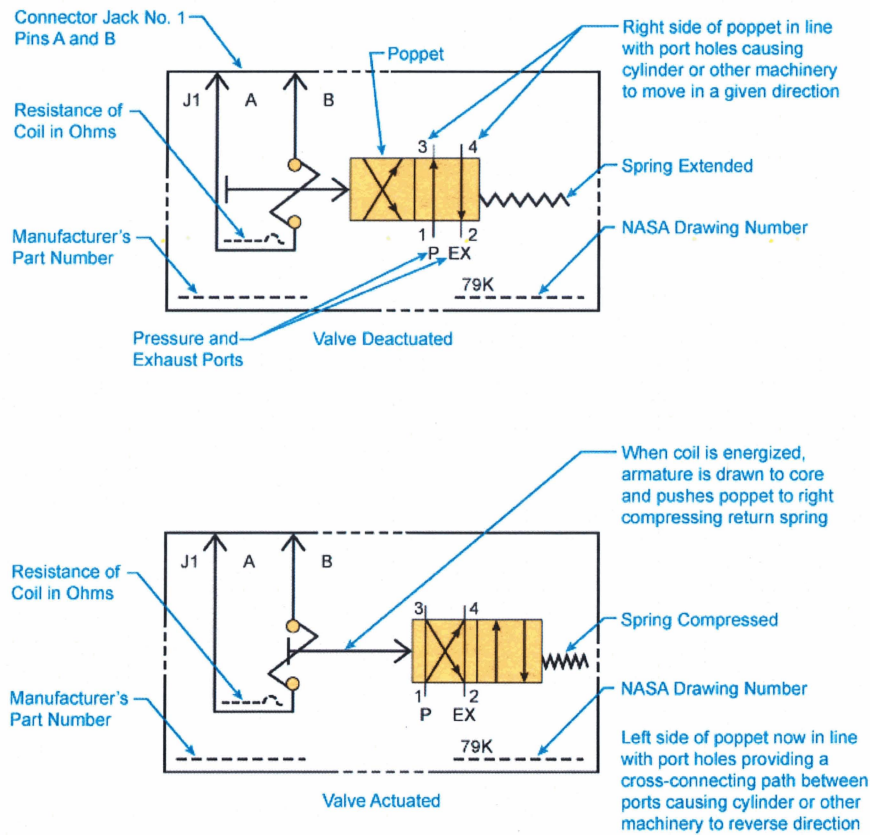 Connector Jack No. 1
Pins A and B
Poppet
Right side of poppet in line
with port holes causing
cylinder or other machinery
to move in a given direction
J1
A
B
Resistance of
Coil in Ohms
3
4
Spring Extended
Manufacturer's
Part Number
1
2
P
EX
NASA Drawing Number
79K
Pressure and
Exhaust Ports
Valve Deactuated
When coil is energized,
armature is drawn to core
and pushes poppet to right
compressing return spring
J1
A
B
Resistance of
Coil in Ohms
3
4
Spring Compressed
Manufacturer's
Part Number
1
2
P
EX
NASA Drawing Number
79K
Left side of poppet now in line
with port holes providing a
cross-connecting path between
ports causing cylinder or other
machinery to reverse direction
Valve Actuated